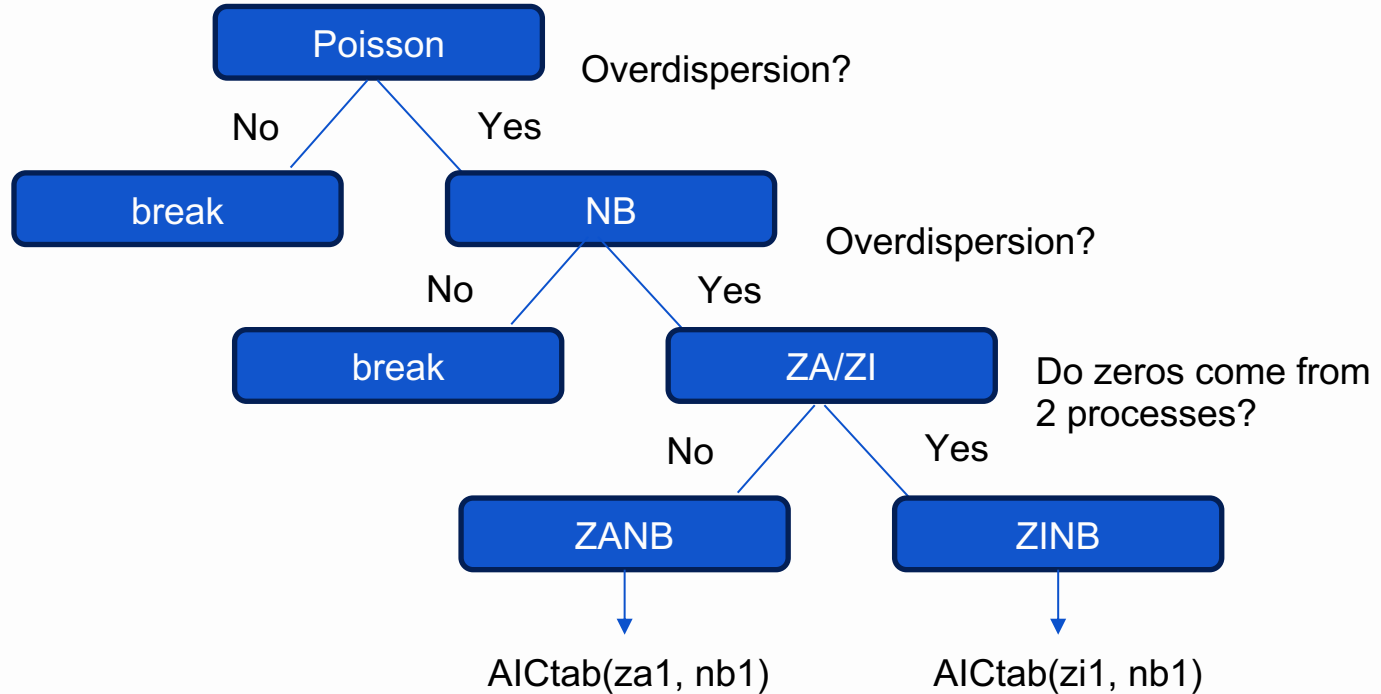 Poisson
Overdispersion?
No
Yes
break
NB
Overdispersion?
No
Yes
break
ZA/ZI
Do zeros come from
2 processes?
No
Yes
ZANB
ZINB
AICtab(za1, nb1)
AICtab(zi1, nb1)